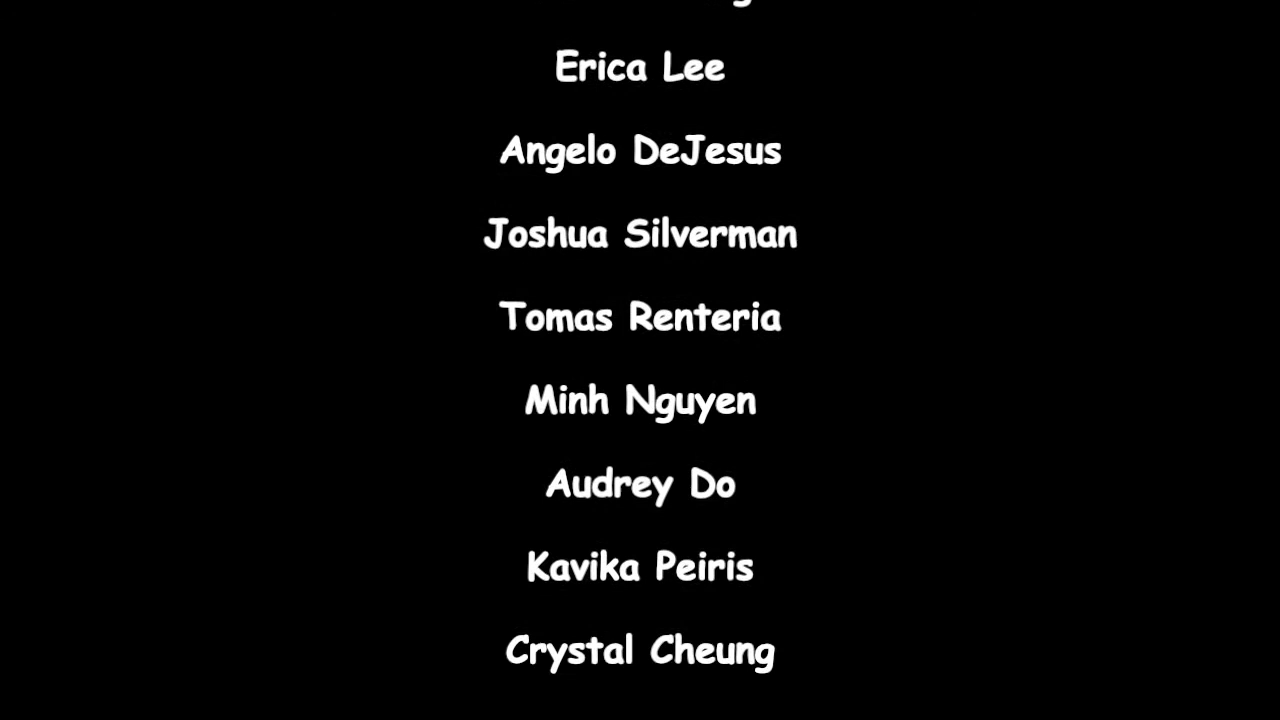 Erica Lee
Angelo DeJesus
Joshua Silverman
Tomas Renteria
Minh Nguyen
Audrey Do
Kavika Peiris
Crystal Cheung